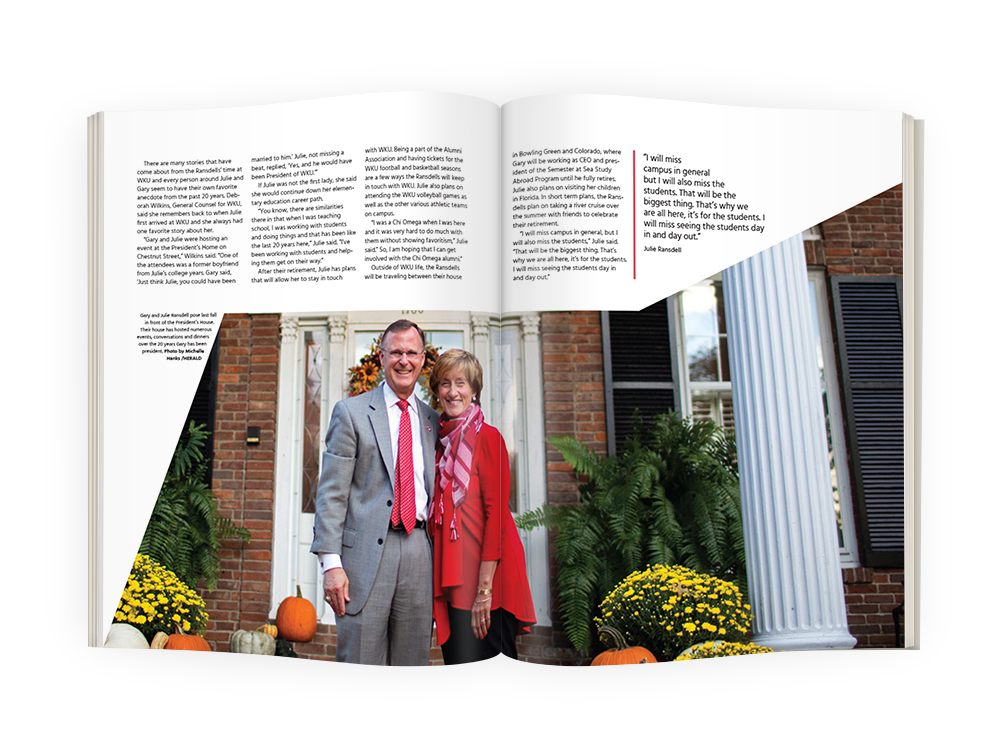 There are many stories that have
come about from the Ransdells' time at
WKU and every person around Julie and
Gary seem to have their own favorite
anecdote from the past 20 years. Deb-
orah Wilkins, General Counsel for WKU,
said she remembers back to when Julie
first arrived at WKU and she always had
one favorite story about her.
"Gary and Julie were hosting an
event at the President's Home on
Chestnut Street," Wilkins said. "One of
the attendees was a former boyfriend
from Julie's college years. Gary said,
'Just think Julie, you could have been
married to him.' Julie, not missing a
beat, replied, 'Yes, and he would have
been President of WKU.'"
If Julie was not the first lady, she said
she would continue down her elemen-
tary education career path.
"You know, there are similarities
there in that when I was teaching
school, I was working with students
and doing things and that has been like
the last 20 years here," Julie said. "I've
been working with students and help-
ing them get on their way."
After their retirement, Julie has plans
that will allow her to stay in touch
with WKU. Being a part of the Alumni
Association and having tickets for the
WKU football and basketball seasons
are a few ways the Ransdells will keep
in touch with WKU. Julie also plans on
attending the WKU volleyball games as
well as the other various athletic teams
on campus.
"I was a Chi Omega when I was here
and it was very hard to do much with
them without showing favoritism," Julie
said." So, I am hoping that I can get
involved with the Chi Omega alumni."
Outside of WKU life, the Ransdells
will be traveling between their house
in Bowling Green and Colorado, where
Gary will be working as CEO and pres-
ident of the Semester at Sea Study
Abroad Program until he fully retires.
Julie also plans on visiting her children
in Florida. In short term plans, the Rans-
dells plan on taking a river cruise over
the summer with friends to celebrate
their retirement.
"I will miss campus in general, but I
will also miss the students," Julie said.
"That will be the biggest thing. That's
why we are all here, it's for the students.
I will miss seeing the students day in
and day out."
"I will miss
campus in general
but I will also miss the
students. That will be the
biggest thing. That's why we
are all here, it's for the students. I
will miss seeing the students day
in and day out."
Julie Ransdell
Gary and Julie Ransdell pose last fall
in front of the President's House.
Their house has hosted numerous
events, conversations and dinners
over the 20 years Gary has been
president. Photo by Michelle
Hanks /HERALD